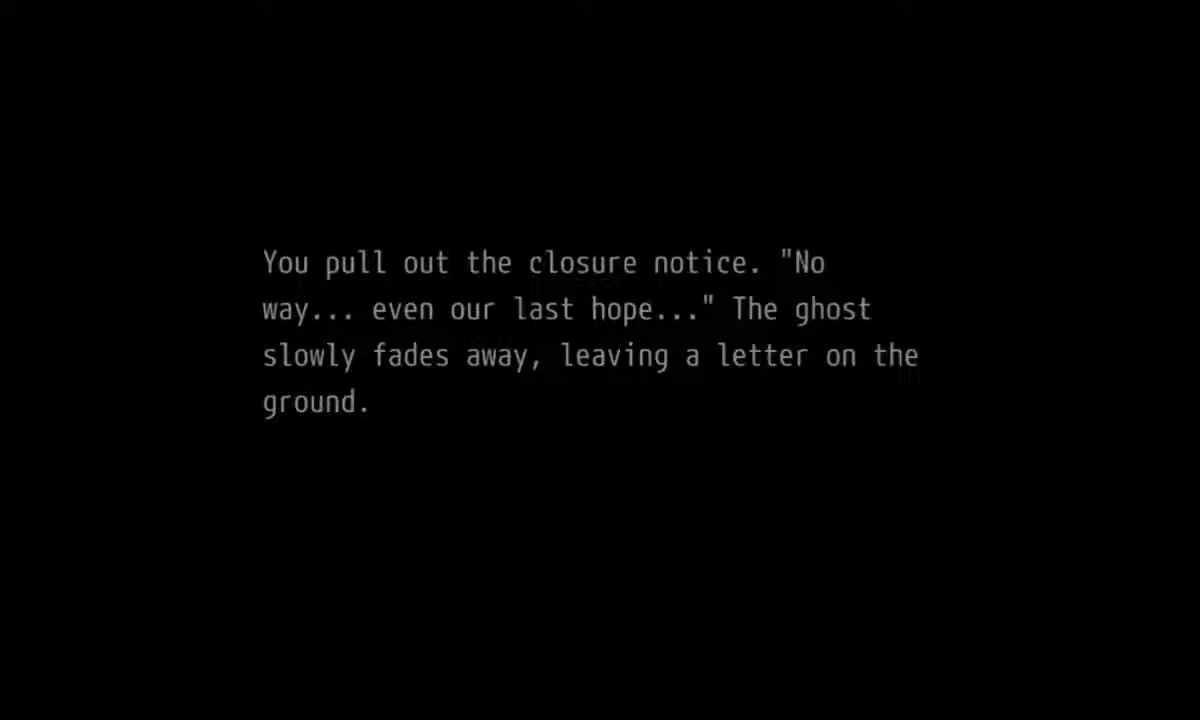 You pull out the closure notice. "No
way... even our last hope..." The ghost
slowly fades away, leaving a letter on the
ground.